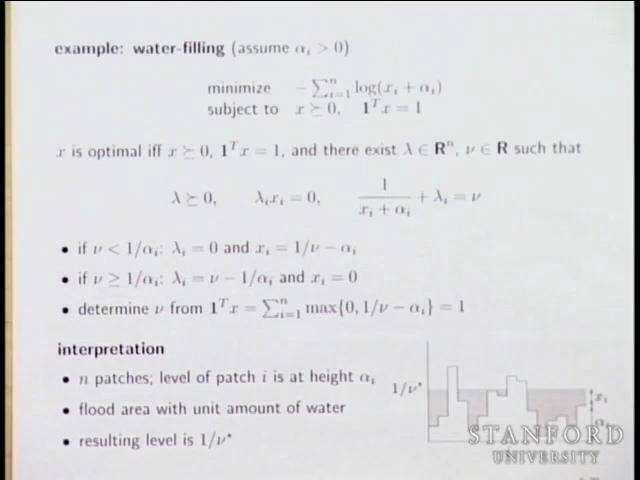 example: water-filling (assume αᵢ > 0)
minimize −∑ⁿᵢ₌₁ log(xᵢ + αᵢ)
subject to x ⪰ 0, 1ᵀx = 1
x is optimal iff x ⪰ 0, 1ᵀx = 1, and there exist λ ∈ Rⁿ, ν ∈ R such that
λ ⪰ 0, λᵢxᵢ = 0, 1/(xᵢ + αᵢ) + λᵢ = ν
• if ν < 1/αᵢ: λᵢ = 0 and xᵢ = 1/ν − αᵢ
• if ν ≥ 1/αᵢ: λᵢ = ν − 1/αᵢ and xᵢ = 0
• determine ν from 1ᵀx = ∑ⁿᵢ₌₁ max{0, 1/ν − αᵢ} = 1
interpretation
• n patches; level of patch i is at height αᵢ
• flood area with unit amount of water
• resulting level is 1/ν*
1/ν*
xᵢ
STANFORD
UNIVERSITY